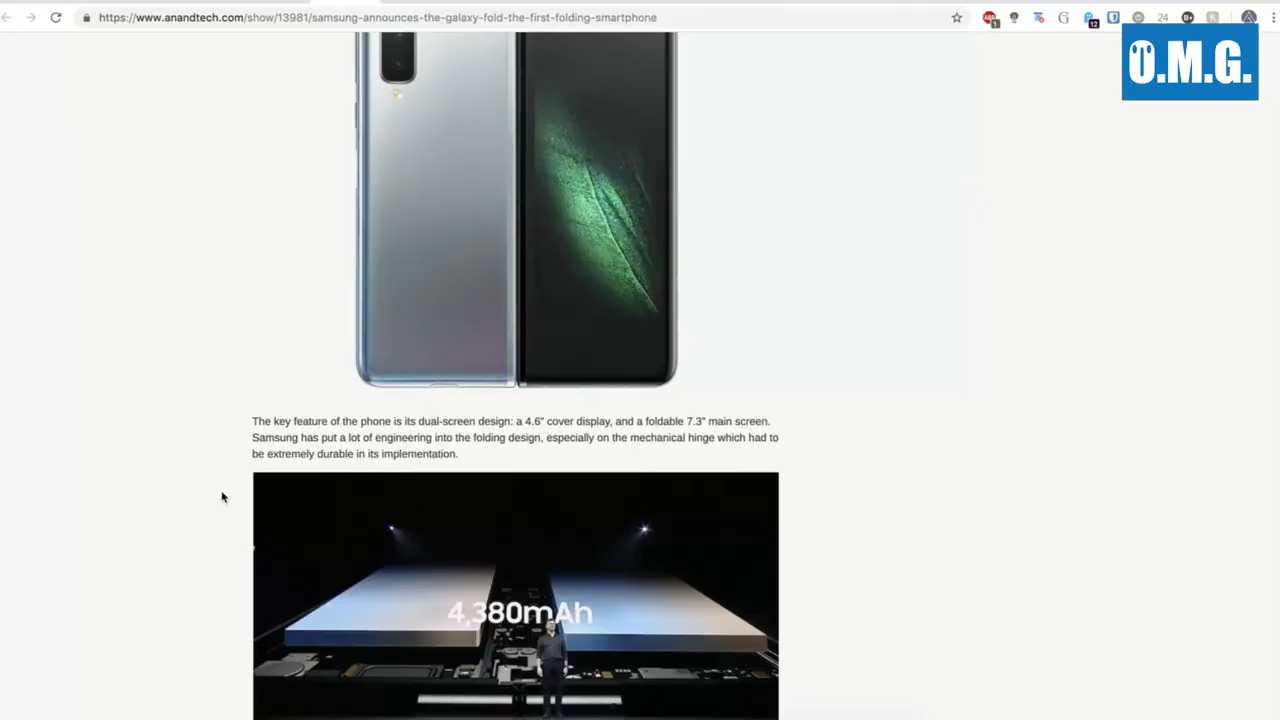 https://www.anandtech.com/show/13981/samsung-announces-the-galaxy-fold-the-first-folding-smartphone
1
12
24
O.M.G.
The key feature of the phone is its dual-screen design: a 4.6" cover display, and a foldable 7.3" main screen.
Samsung has put a lot of engineering into the folding design, especially on the mechanical hinge which had to
be extremely durable in its implementation.
4,380mAh